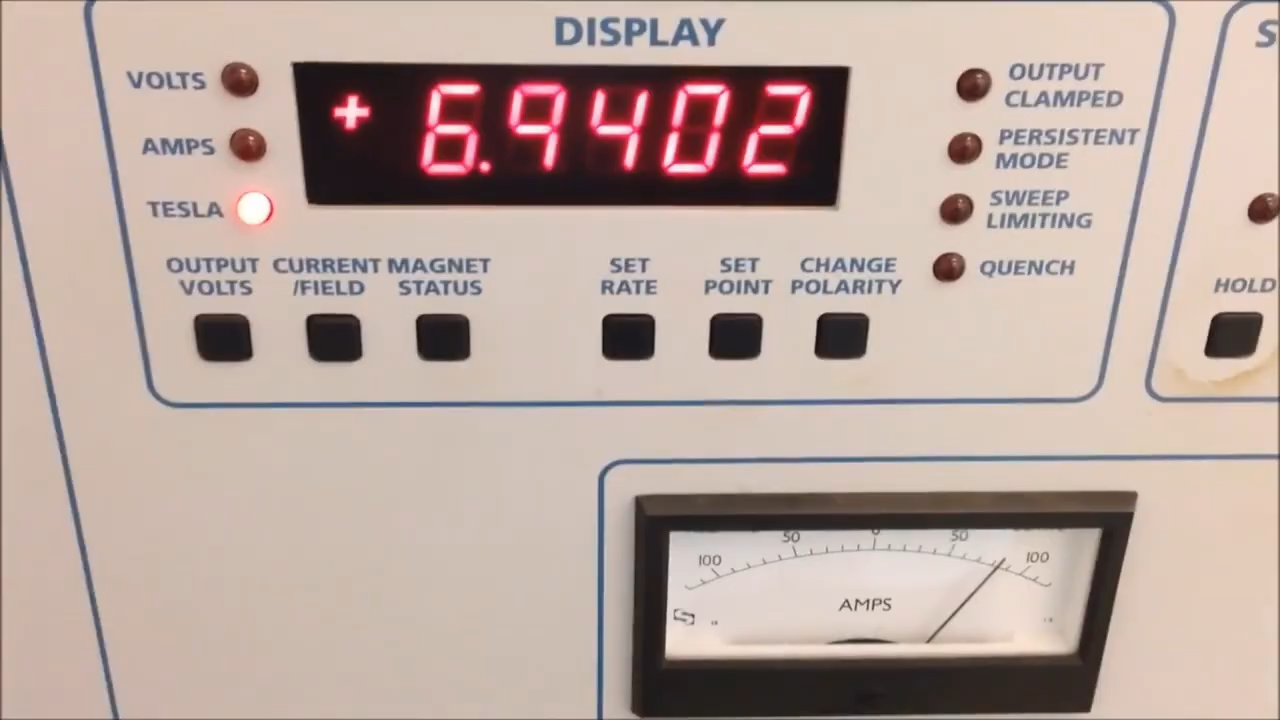 DISPLAY
VOLTS
AMPS
TESLA
+ 6.9402
OUTPUT
CLAMPED
PERSISTENT
MODE
SWEEP
LIMITING
QUENCH
OUTPUT
VOLTS
CURRENT
/FIELD
MAGNET
STATUS
SET
RATE
SET
POINT
CHANGE
POLARITY
S
HOLD
100 50 0 50 100
AMPS